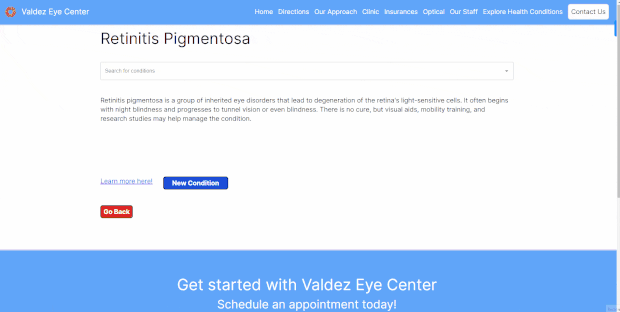 Valdez Eye Center
Home Directions Our Approach Clinic Insurances Optical Our Staff Explore Health Conditions Contact Us
Retinitis Pigmentosa
Search for conditions
Retinitis pigmentosa is a group of inherited eye disorders that lead to degeneration of the retina's light-sensitive cells. It often begins
with night blindness and progresses to tunnel vision or even blindness. There is no cure, but visual aids, mobility training, and
research studies may help manage the condition.
Learn more here!
New Condition
Go Back
Get started with Valdez Eye Center
Schedule an appointment today!